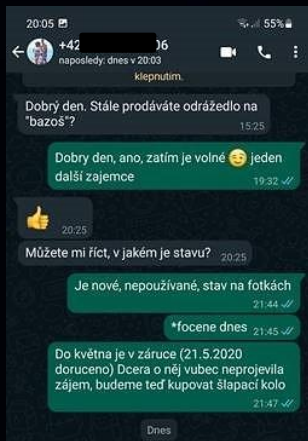 20:05 55%
+42 06
naposledy: dnes v 20:03
klepnutím.
Dobrý den. Stále prodáváte odrážedlo na
"bazoš"?
15:25
Dobry den, ano, zatím je volné 😉 jeden
další zajemce
19:32
👍
20:25
Můžete mi říct, v jakém je stavu? 20:25
Je nové, nepoužívané, stav na fotkách
21:44
*focene dnes 21:45
Do května je v záruce (21.5.2020
doruceno) Dcera o něj vubec neprojevila
zájem, budeme teď kupovat šlapací kolo
21:47
Dnes